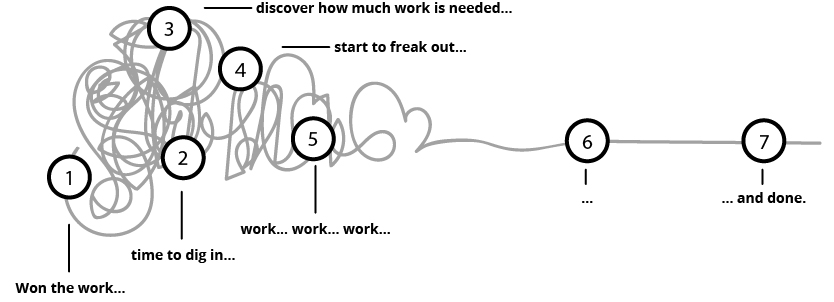 3
discover how much work is needed...
start to freak out...
4
5
6
7
2
1
...
... and done.
work... work... work...
time to dig in...
Won the work...